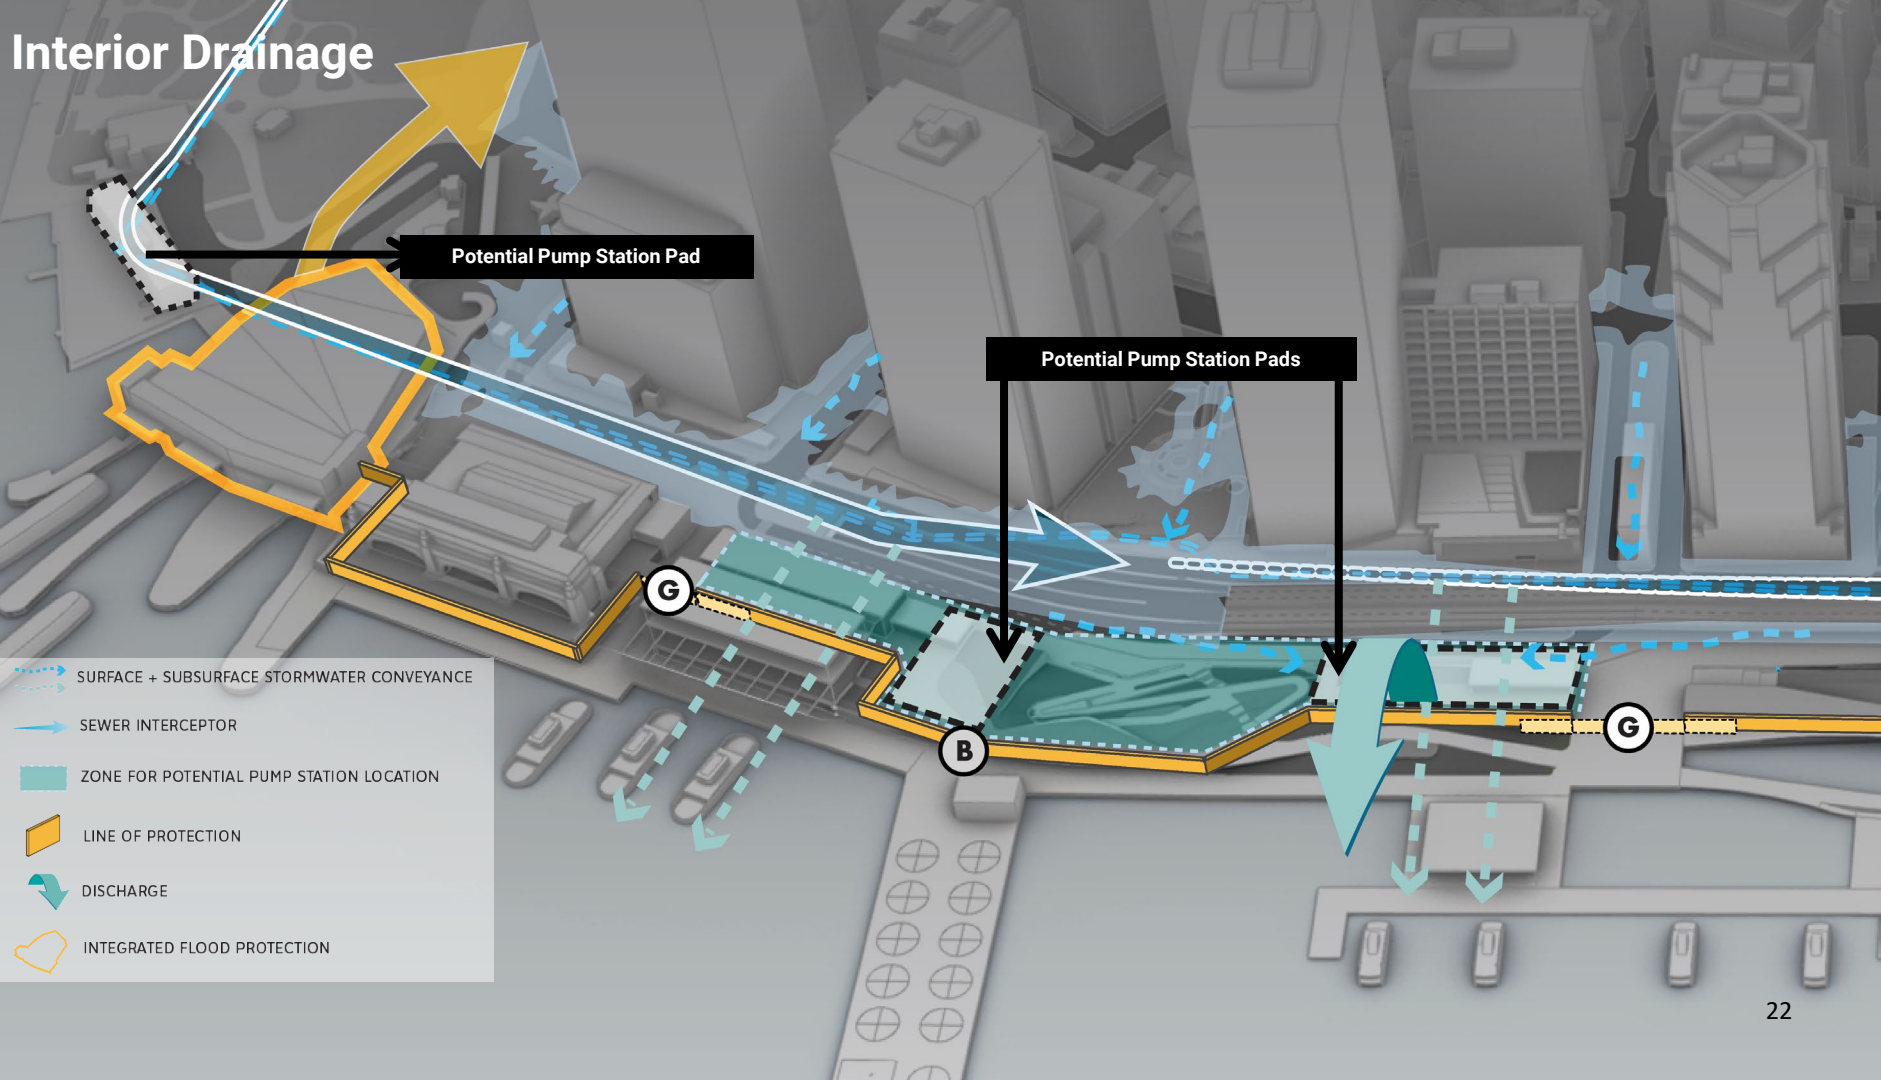 Interior Drainage
Potential Pump Station Pad
Potential Pump Station Pads
G
B
G
SURFACE + SUBSURFACE STORMWATER CONVEYANCE
SEWER INTERCEPTOR
ZONE FOR POTENTIAL PUMP STATION LOCATION
LINE OF PROTECTION
DISCHARGE
INTEGRATED FLOOD PROTECTION
22